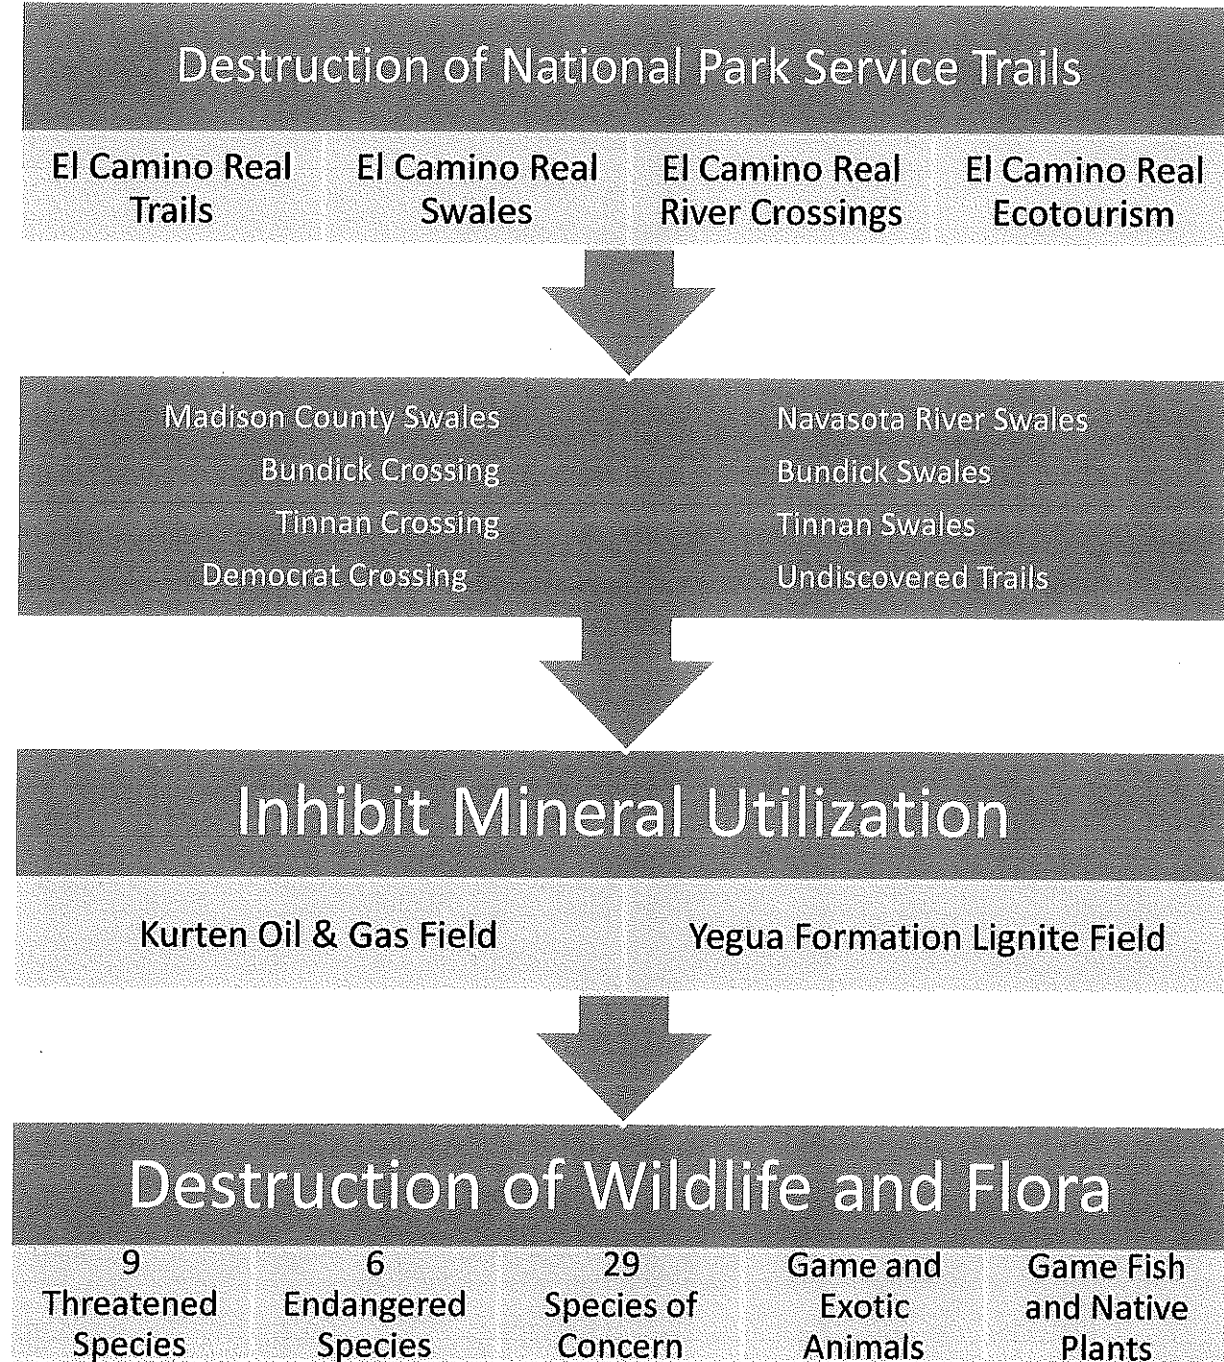 Destruction of National Park Service Trails
El Camino Real
Trails
El Camino Real
Swales
El Camino Real
River Crossings
El Camino Real
Ecotourism
Madison County Swales
Bundick Crossing
Tinnan Crossing
Democrat Crossing
Navasota River Swales
Bundick Swales
Tinnan Swales
Undiscovered Trails
Inhibit Mineral Utilization
Kurten Oil & Gas Field
Yegua Formation Lignite Field
Destruction of Wildlife and Flora
9
Threatened
Species
6
Endangered
Species
29
Species of
Concern
Game and
Exotic
Animals
Game Fish
and Native
Plants